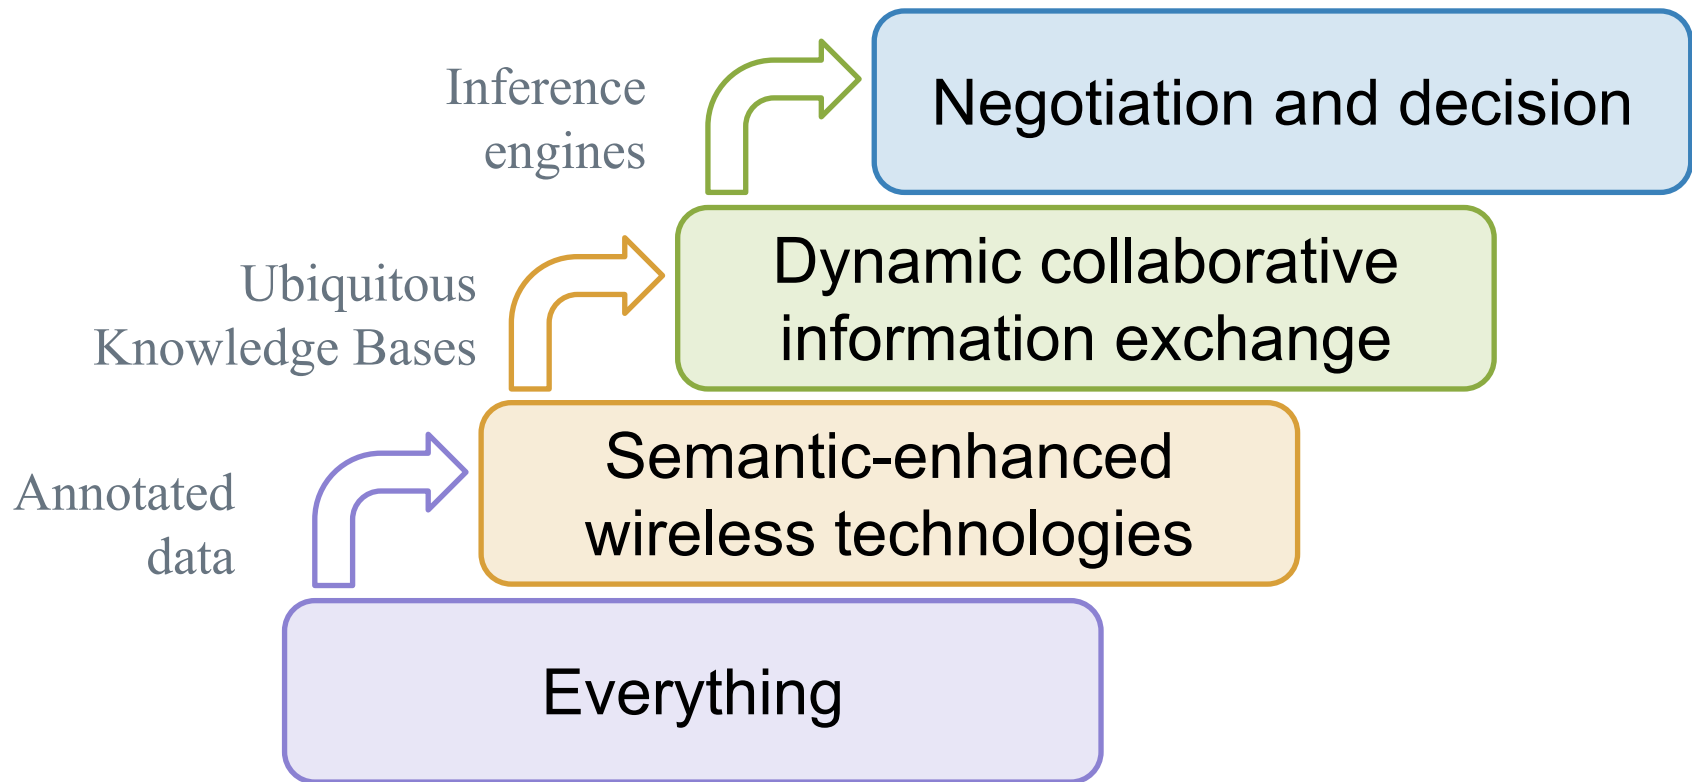 Inference
engines
Negotiation and decision
Ubiquitous
Knowledge Bases
Dynamic collaborative
information exchange
Annotated
data
Semantic-enhanced
wireless technologies
Everything